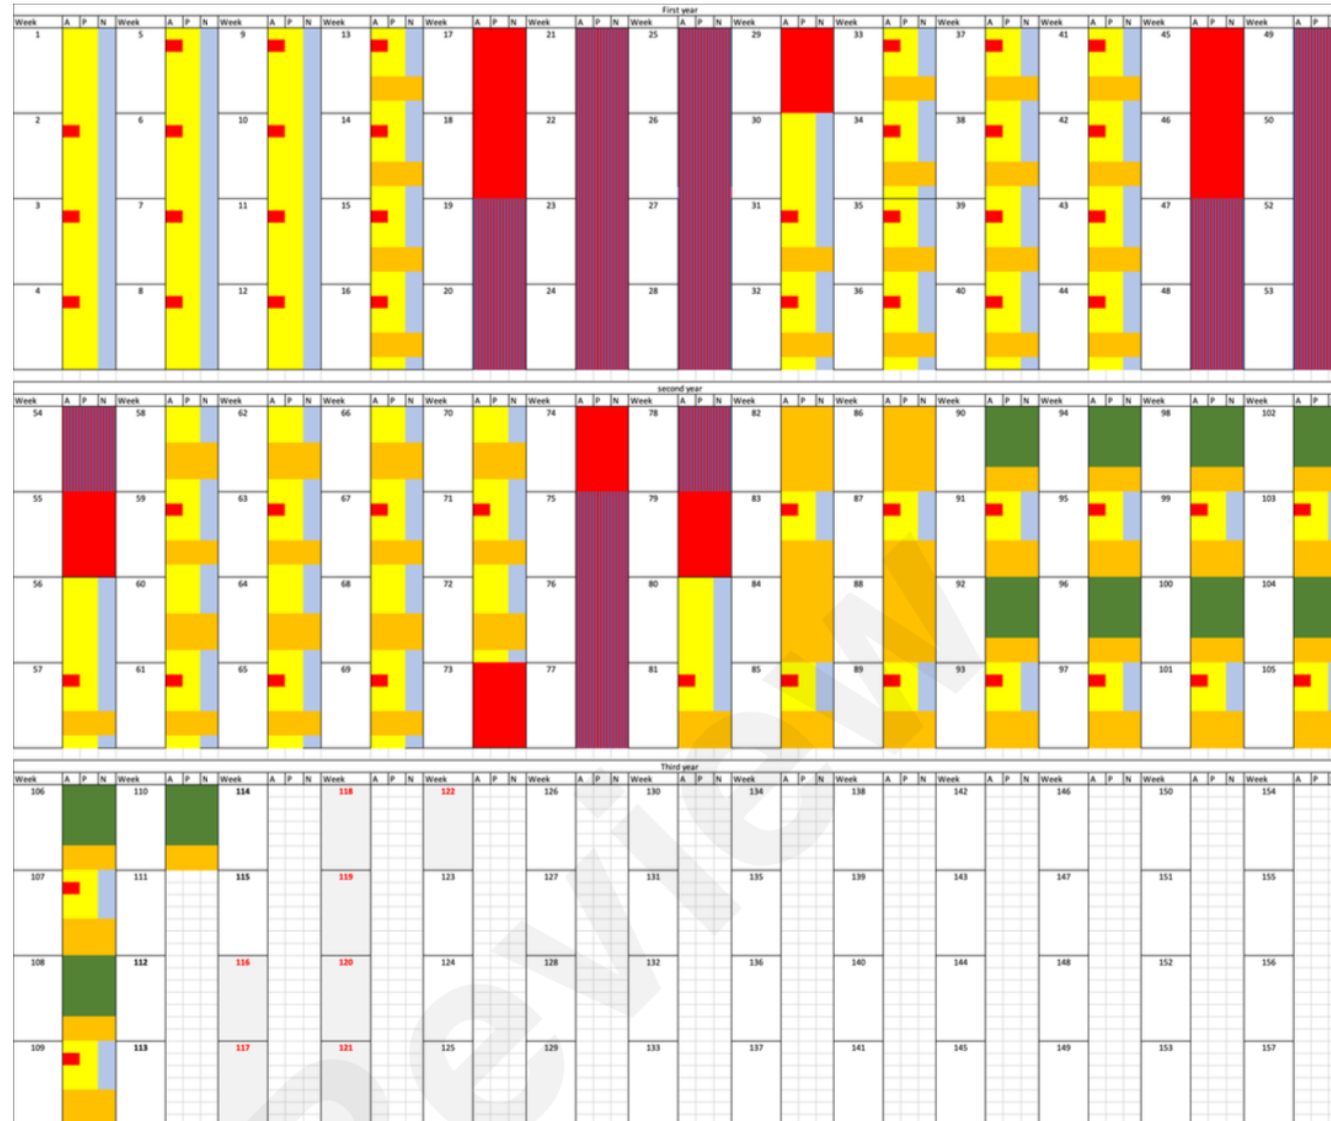 First year
Week A P N Week A P N Week A P N Week A P N Week A P N Week A P N Week A P N Week A P N Week A P N Week A P N Week A P N Week A P N Week A P
1 5 9 13 17 21 25 29 33 37 41 45 49
2 6 10 14 18 22 26 30 34 38 42 46 50
3 7 11 15 19 23 27 31 35 39 43 47 52
4 8 12 16 20 24 28 32 36 40 44 48 53
second year
Week A P N Week A P N Week A P N Week A P N Week A P N Week A P N Week A P N Week A P N Week A P N Week A P N Week A P N Week A P N Week A P
54 58 62 66 70 74 78 82 86 90 94 98 102
55 59 63 67 71 75 79 83 87 91 95 99 103
56 60 64 68 72 76 80 84 88 92 96 100 104
57 61 65 69 73 77 81 85 89 93 97 101 105
Third year
Week A P N Week A P N Week A P N Week A P N Week A P N Week A P N Week A P N Week A P N Week A P N Week A P N Week A P N Week A P N Week A P
106 110 114 118 122 126 130 134 138 142 146 150 154
107 111 115 119 123 127 131 135 139 143 147 151 155
108 112 116 120 124 128 132 136 140 144 148 152 156
109 113 117 121 125 129 133 137 141 145 149 153 157
review